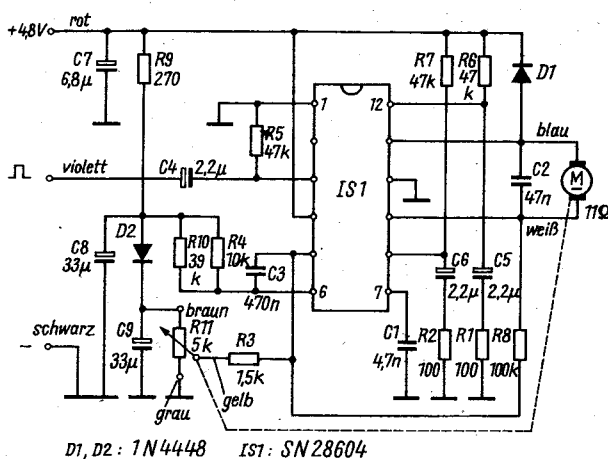 +4,8V
rot
C7
6,8µ
R9
270
R7
47k
R6
47
k
D1
1
12
R5
47k
blau
violett
C4
2,2µ
IS1
C2
47n
M
11Ω
weiß
D2
C8
33µ
R10
39
k
R4
10k
C3
470n
6
7
C6
2,2µ
C5
2,2µ
braun
schwarz
–
C9
33µ
R11
5k
R3
1,5k
gelb
grau
C1
4,7n
R2
100
R1
100
R8
100k
D1, D2 : 1N4448 IS1: SN28604